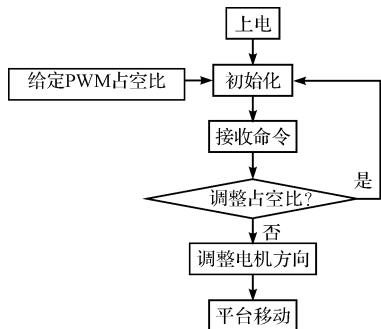 上电
给定PWM占空比
初始化
接收命令
是
调整占空比?
否
调整电机方向
平台移动